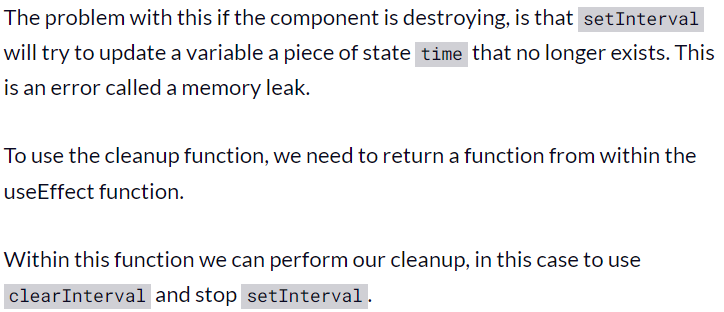 The problem with this if the component is destroying, is that setInterval
will try to update a variable a piece of state time that no longer exists. This
is an error called a memory leak.
To use the cleanup function, we need to return a function from within the
useEffect function.
Within this function we can perform our cleanup, in this case to use
clearInterval and stop setInterval.